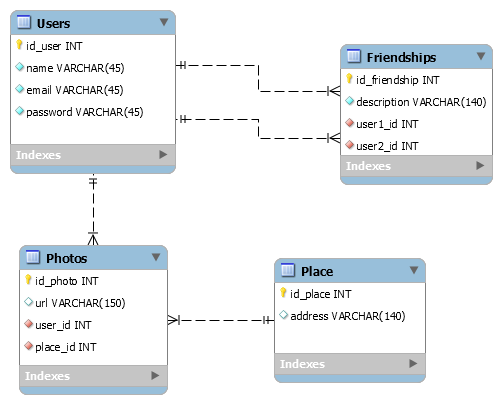 Users
id_user INT
name VARCHAR(45)
email VARCHAR(45)
password VARCHAR(45)
Indexes
Friendships
id_friendship INT
description VARCHAR(140)
user1_id INT
user2_id INT
Indexes
Photos
id_photo INT
url VARCHAR(150)
user_id INT
place_id INT
Indexes
Place
id_place INT
address VARCHAR(140)
Indexes